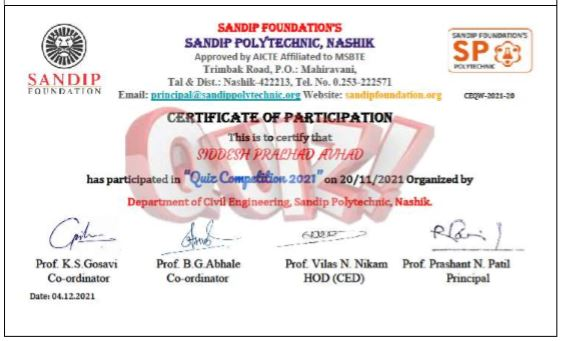 SANDIP
FOUNDATION
SANDIP FOUNDATION'S
SANDIP POLYTECHNIC, NASHIK
Approved by AICTE Affiliated to MSBTE
Trimbak Road, P.O.: Mahiravani,
Tal & Dist.: Nashik-422213, Tel. No. 0.253-222571
Email: principal@sandippolytechnic.org Website: sandipfoundation.org
SANDIP FOUNDATION'S
SP
POLYTECHNIC
CEQW-2021-20
QUIZ!
CERTIFICATE OF PARTICIPATION
This is to certify that
SIDDESH PRALHAD AVHAD
has participated in "Quiz Competition 2021" on 20/11/2021 Organized by
Department of Civil Engineering, Sandip Polytechnic, Nashik.
Prof. K.S.Gosavi
Co-ordinator
Prof. B.G.Abhale
Co-ordinator
Prof. Vilas N. Nikam
HOD (CED)
Prof. Prashant N. Patil
Principal
Date: 04.12.2021